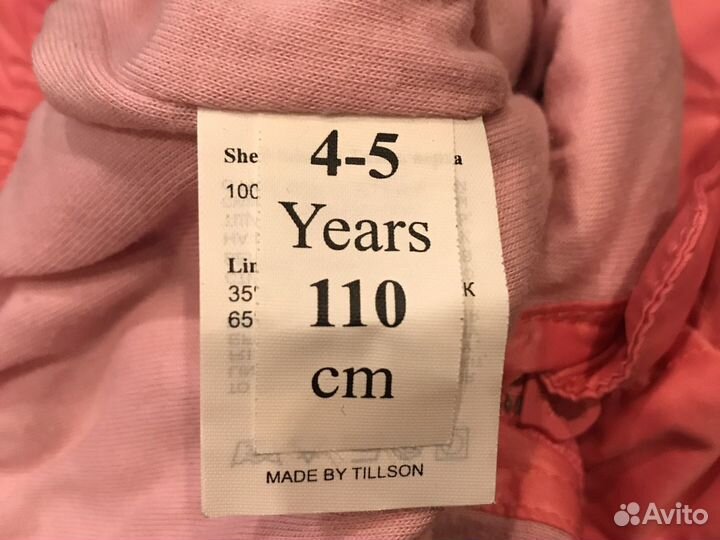 4-5
Years
110
cm
She
a
100
Lin
35%
K
65
MADE BY TILLSON
Avito